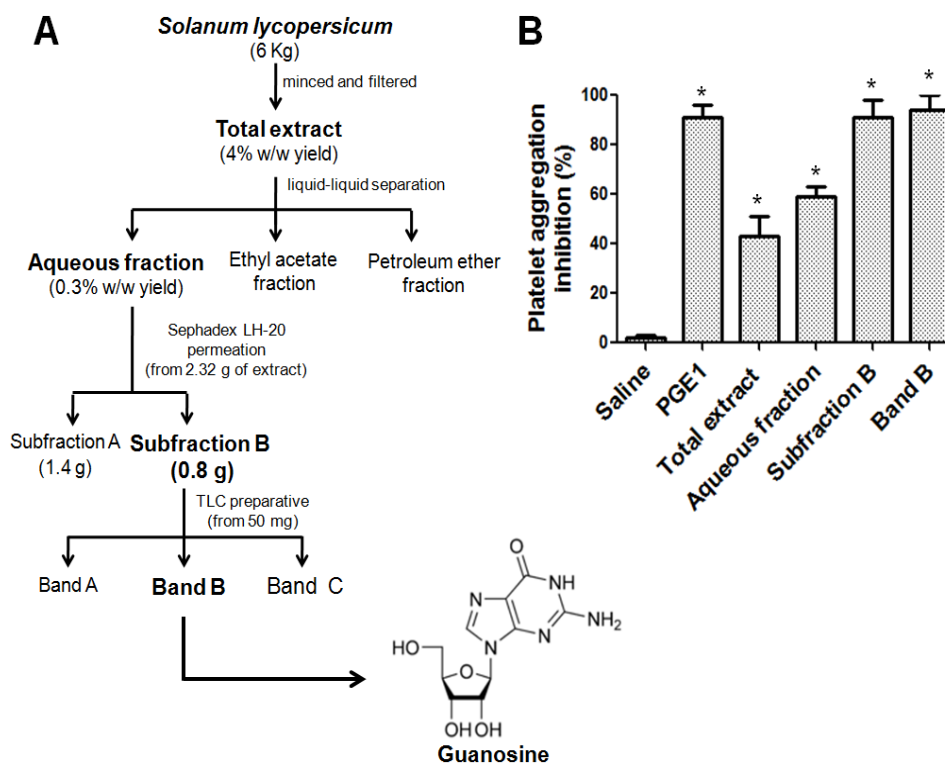 A
Solanum lycopersicum
(6 Kg)
minced and filtered
Total extract
(4% w/w yield)
liquid-liquid separation
Aqueous fraction
(0.3% w/w yield)
Ethyl acetate
fraction
Petroleum ether
fraction
Sephadex LH-20
permeation
(from 2.32 g of extract)
Subfraction A
(1.4 g)
Subfraction B
(0.8 g)
TLC preparative
(from 50 mg)
Band A
Band B
Band C
O
N
NH
N
N
NH2
HO
O
OH OH
Guanosine
B
Platelet aggregation
inhibition (%)
100
80
60
40
20
0
* * * * *
Saline
PGE1
Total extract
Aqueous fraction
Subfraction B
Band B